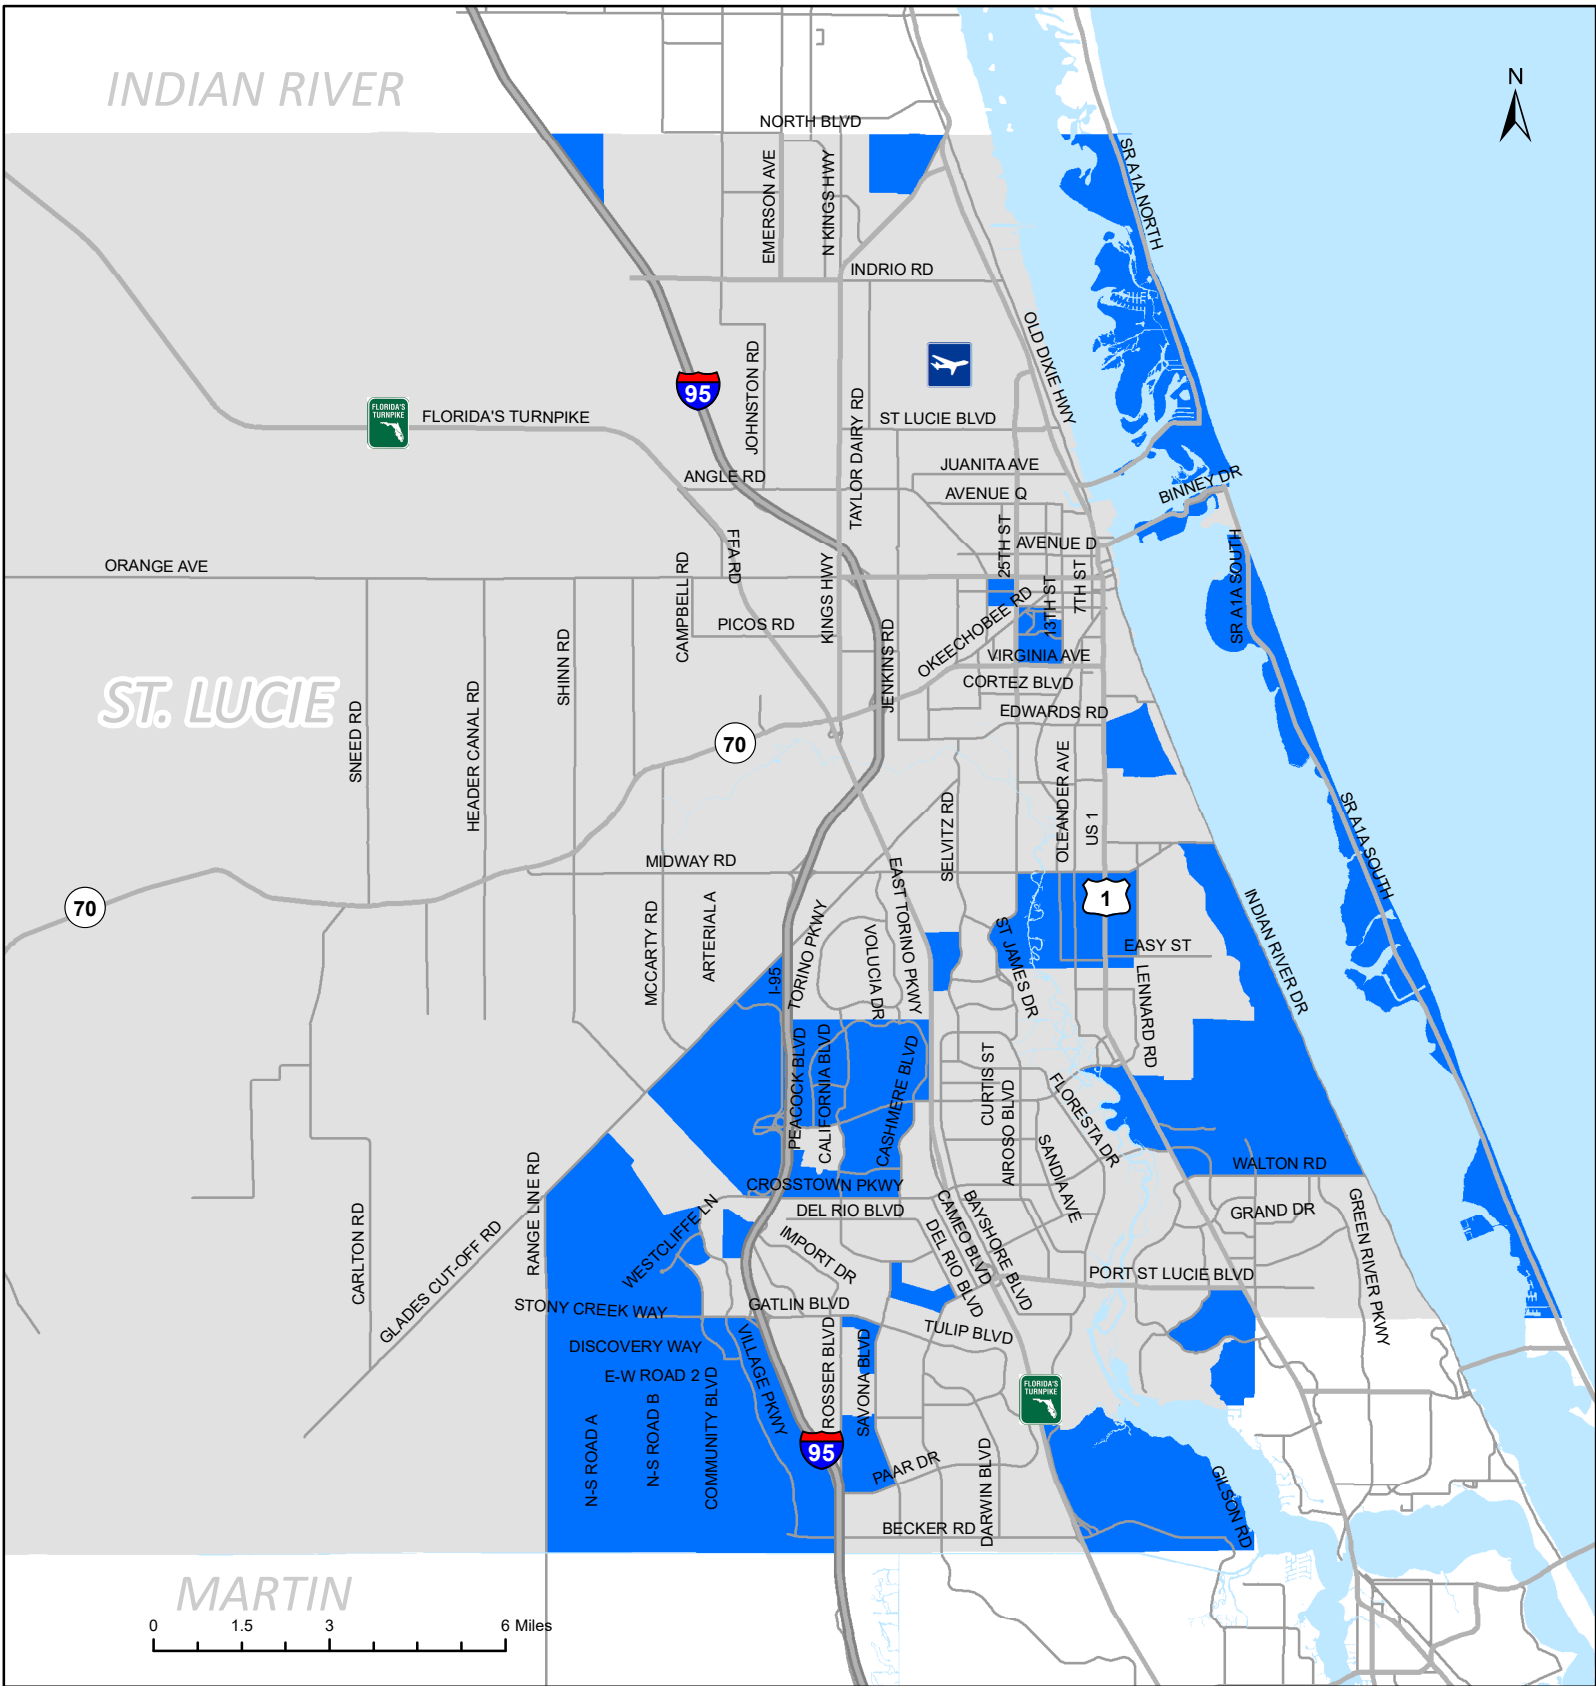 INDIAN RIVER
N
NORTH BLVD
SR A1A NORTH
EMERSON AVE
N KINGS HWY
INDRIO RD
OLD DIXIE HWY
95
JOHNSTON RD
FLORIDA'S
TURNPIKE
FLORIDA'S TURNPIKE
ST LUCIE BLVD
TAYLOR DAIRY RD
JUANITA AVE
ANGLE RD
BINNEY DR
AVENUE Q
25TH ST
AVENUE D
FFA RD
ORANGE AVE
CAMPBELL RD
KINGS HWY
13TH ST
7TH ST
SR A1A SOUTH
PICOS RD
OKEECHOBEE RD
JENKINS RD
VIRGINIA AVE
SHINN RD
CORTEZ BLVD
ST. LUCIE
SNEED RD
HEADER CANAL RD
EDWARDS RD
70
OLEANDER AVE
US 1
SELVITZ RD
SR A1A SOUTH
MIDWAY RD
EAST TORINO PKWY
70
1
INDIAN RIVER DR
MCCARTY RD
ARTERIAL A
TORINO PKWY
VOLUCIA DR
ST JAMES DR
EASY ST
I-95
LENNARD RD
PEACOCK BLVD
CALIFORNIA BLVD
CASHMERE BLVD
CURTIS ST
AIROSO BLVD
FLORESTA DR
SANDIA AVE
WALTON RD
RANGE LINE RD
CROSSTOWN PKWY
CARLTON RD
GLADES CUT-OFF RD
WESTCLIFFE LN
DEL RIO BLVD
CAMEO BLVD
BAYSHORE BLVD
DEL RIO BLVD
GRAND DR
GREEN RIVER PKWY
IMPORT DR
PORT ST LUCIE BLVD
STONY CREEK WAY
GATLIN BLVD
TULIP BLVD
DISCOVERY WAY
VILLAGE PKWY
ROSSER BLVD
SAVONA BLVD
E-W ROAD 2
FLORIDA'S
TURNPIKE
N-S ROAD A
N-S ROAD B
COMMUNITY BLVD
95
PAAR DR
DARWIN BLVD
GILSON RD
BECKER RD
MARTIN
0 1.5 3 6 Miles